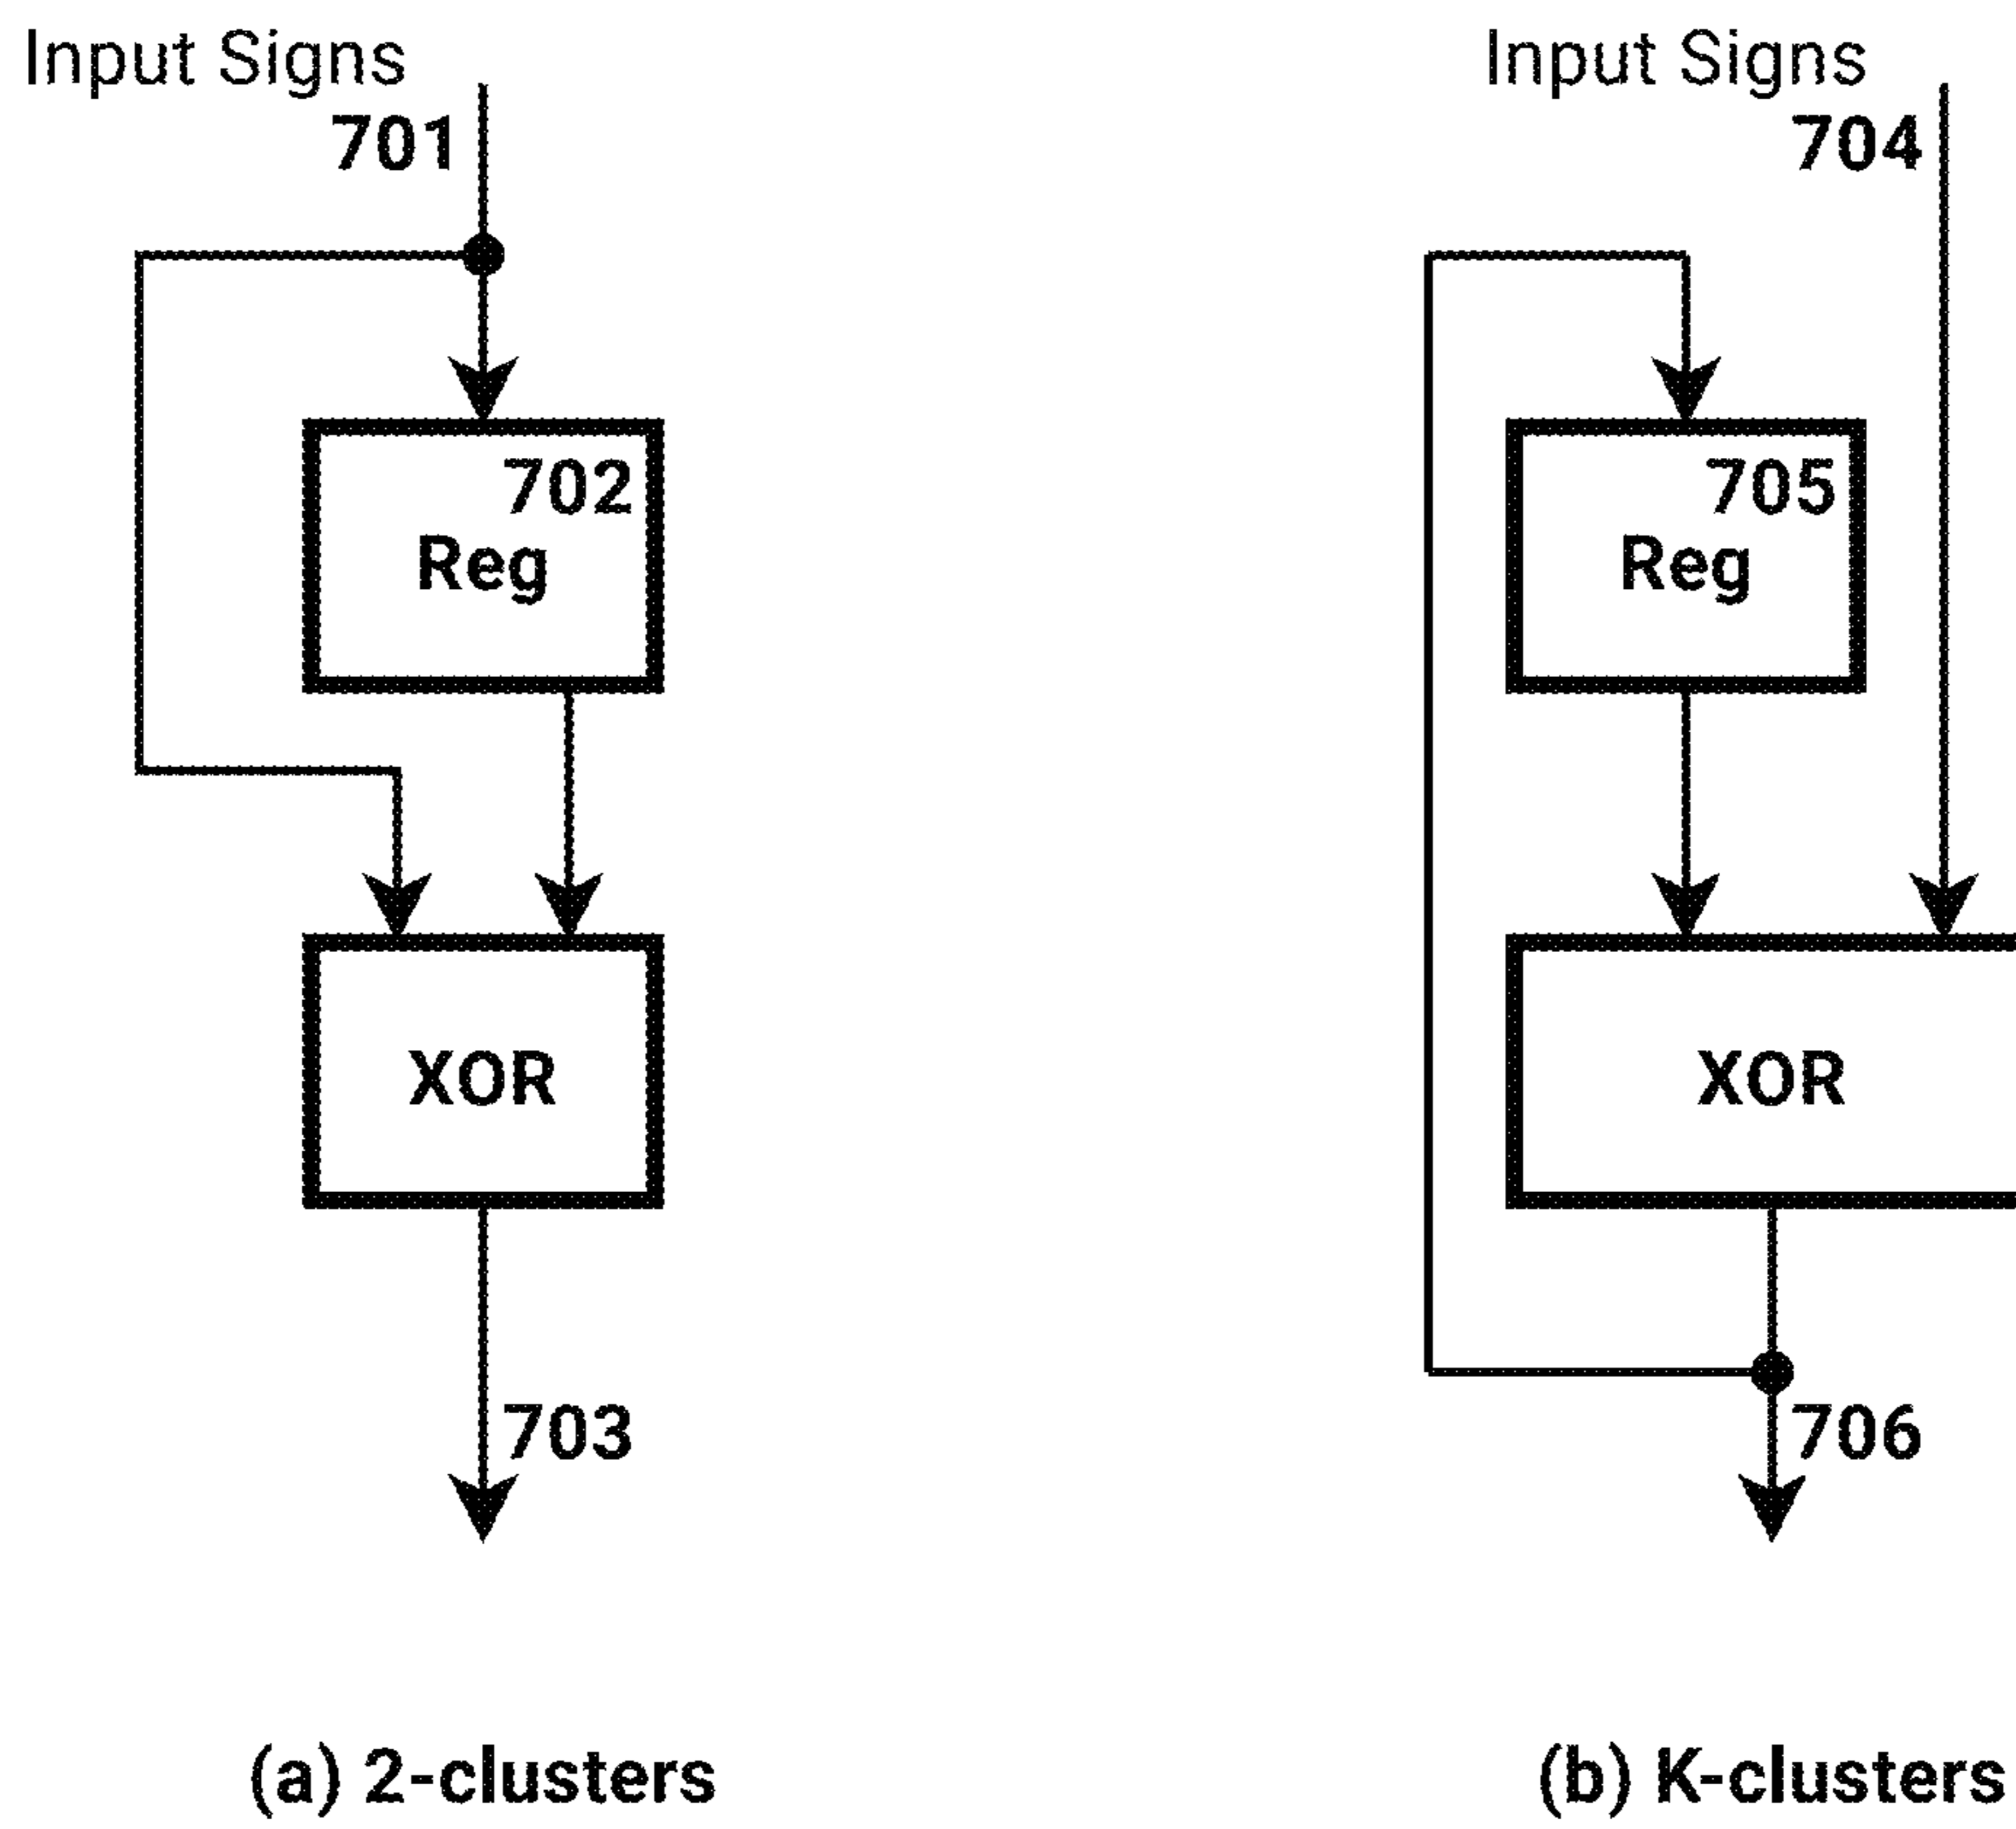 Input Signs
701
702
Reg
XOR
703
(a) 2-clusters
Input Signs
704
705
Reg
XOR
706
(b) K-clusters